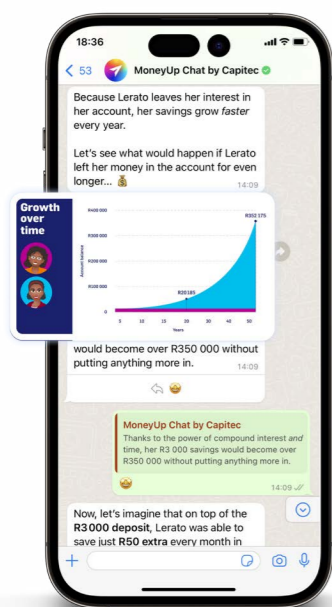 18:36
53 MoneyUp Chat by Capitec
Because Lerato leaves her interest in
her account, her savings grow faster
every year.
Let's see what would happen if Lerato
left her money in the account for even
longer...
14:09
Growth
over
time
Account balance
R400 000
R300 000
R200 000
R100 000
0
R20 185
R352 175
5 10 15 20 30 40 50
Years
would become over R350 000 without
putting anything more in.
14:09
MoneyUp Chat by Capitec
Thanks to the power of compound interest and
time, her R3 000 savings would become over
R350 000 without putting anything more in.
14:09
Now, let's imagine that on top of the
R3 000 deposit, Lerato was able to
save just R50 extra every month in